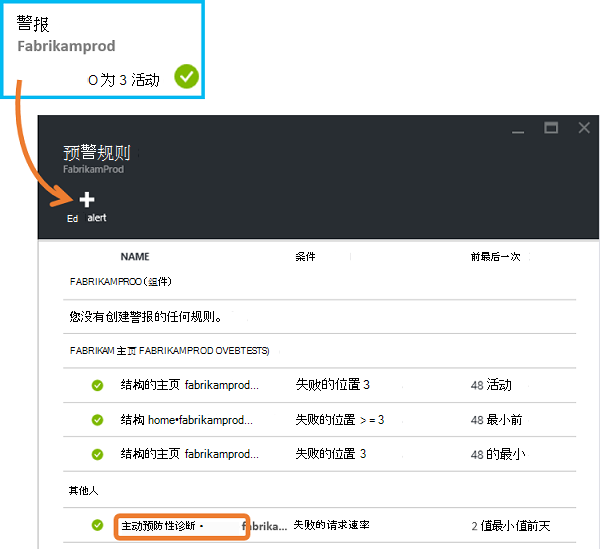 警报
Fabrikamprod
O 为 3 活动
预警规则
FabrikamProd
Ed alert
NAME 条件 前最后一次
FABRIKAMPROO（组件）
您没有创建警报的任何规则。
FABRIKAM 主页 FABRIKAMPROD OVEBTESTS)
结构的主页 fabrikamprod... 失败的位置 3 48 活动
结构 home•fabrikamprod... 失败的位置 > = 3 48 最小前
结构的主页 fabrikamprod... 失败的位置 3 48 的最小
其他人
主动预防性诊断 • fabrika... 失败的请求速率 2 值最小值前天